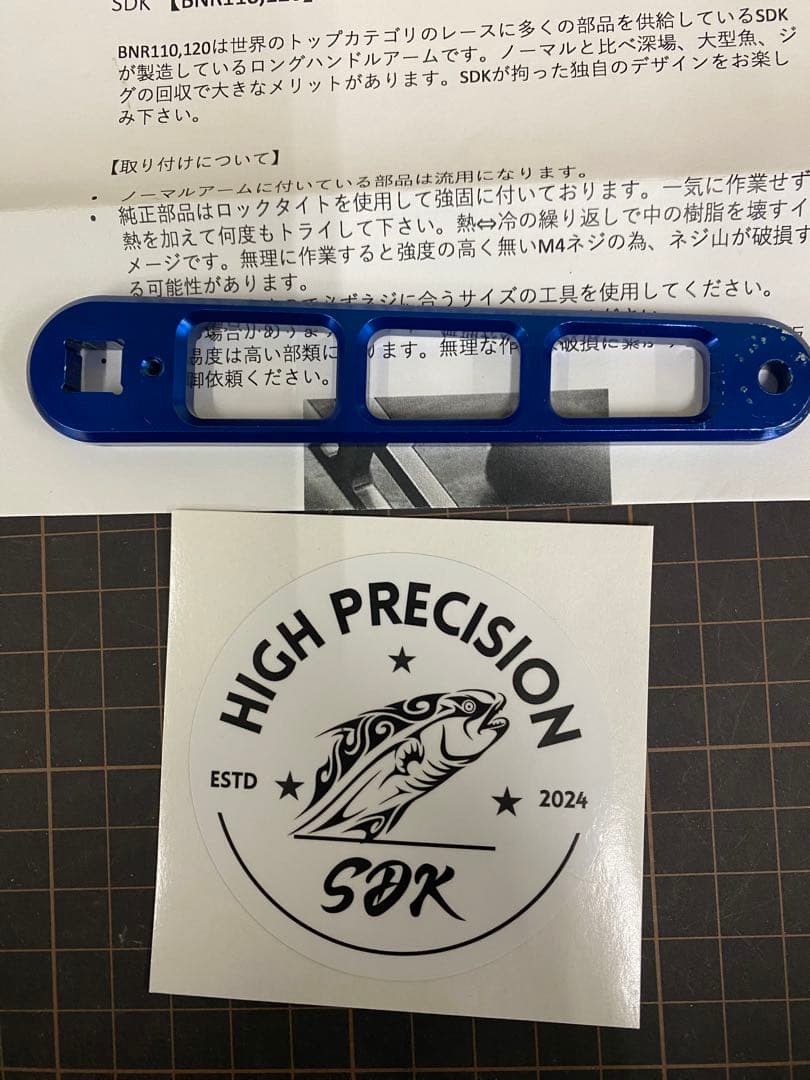 SDK 【BNR110,120】
BNR110,120は世界のトップカテゴリのレースに多くの部品を供給しているSDK
が製造しているロングハンドルアームです。ノーマルと比べ深場、大型魚、ジ
グの回収で大きなメリットがあります。SDKが拘った独自のデザインをお楽し
み下さい。
【取り付けについて】
・ ノーマルアームに付いている部品は流用になります。
・ 純正部品はロックタイトを使用して強固に付いております。一気に作業せず
熱を加えて何度もトライして下さい。熱⇔冷の繰り返しで中の樹脂を壊すイ
メージです。無理に作業すると強度の高く無いM4ネジの為、ネジ山が破損す
る可能性があります。
必ずネジに合うサイズの工具を使用してください。
場合があります
易度は高い部類に ります。無理な作
御依頼ください。
HIGH PRECISION
ESTD
2024
SDK